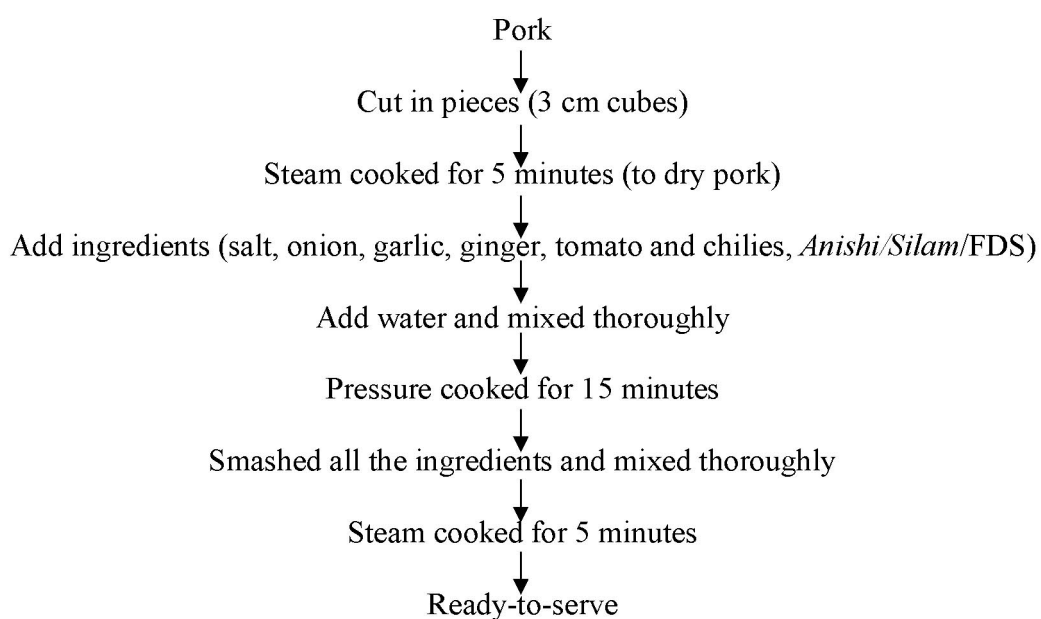 Pork
Cut in pieces (3 cm cubes)
Steam cooked for 5 minutes (to dry pork)
Add ingredients (salt, onion, garlic, ginger, tomato and chilies, Anishi/Silam/FDS)
Add water and mixed thoroughly
Pressure cooked for 15 minutes
Smashed all the ingredients and mixed thoroughly
Steam cooked for 5 minutes
Ready-to-serve